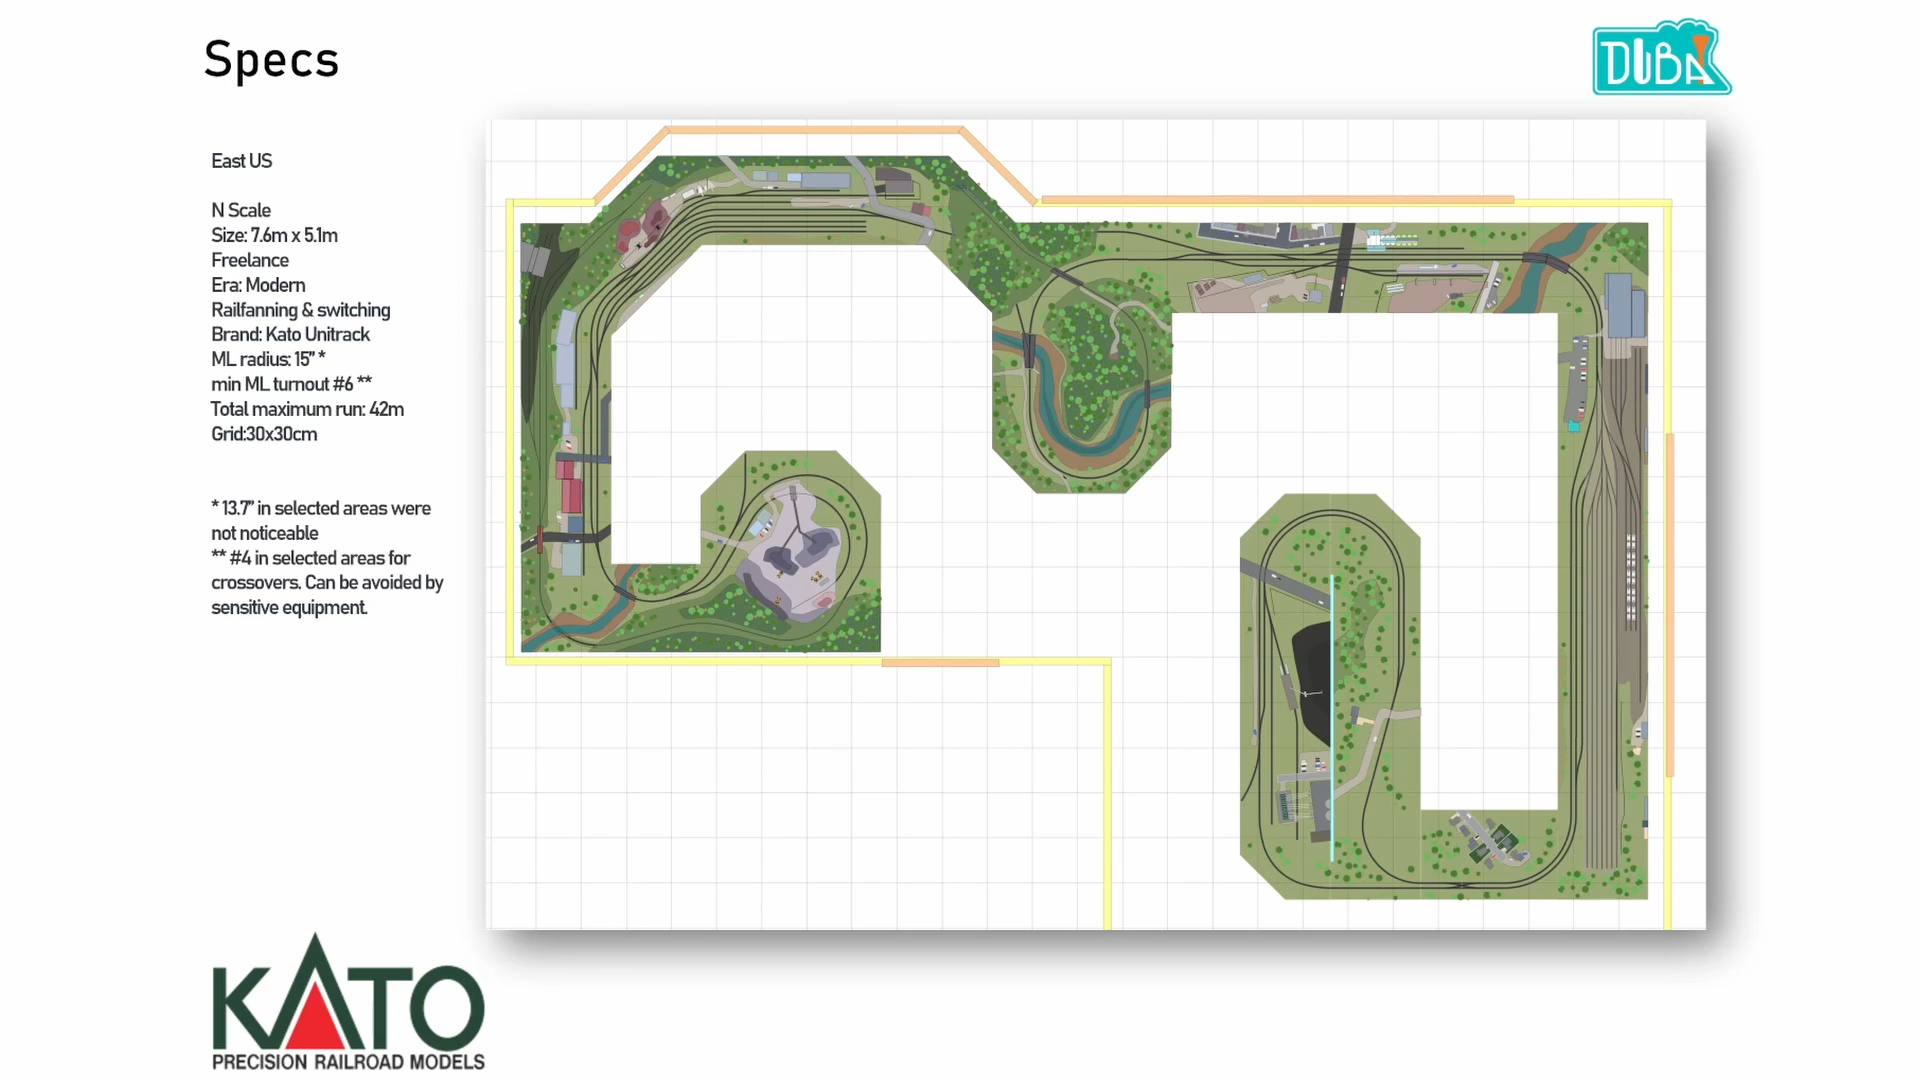 Specs
DUBA
East US
N Scale
Size: 7.6m x 5.1m
Freelance
Era: Modern
Railfanning & switching
Brand: Kato Unitrack
ML radius: 15” *
min ML turnout #6 **
Total maximum run: 42m
Grid:30x30cm
* 13.7” in selected areas were
not noticeable
** #4 in selected areas for
crossovers. Can be avoided by
sensitive equipment.
KATO
PRECISION RAILROAD MODELS